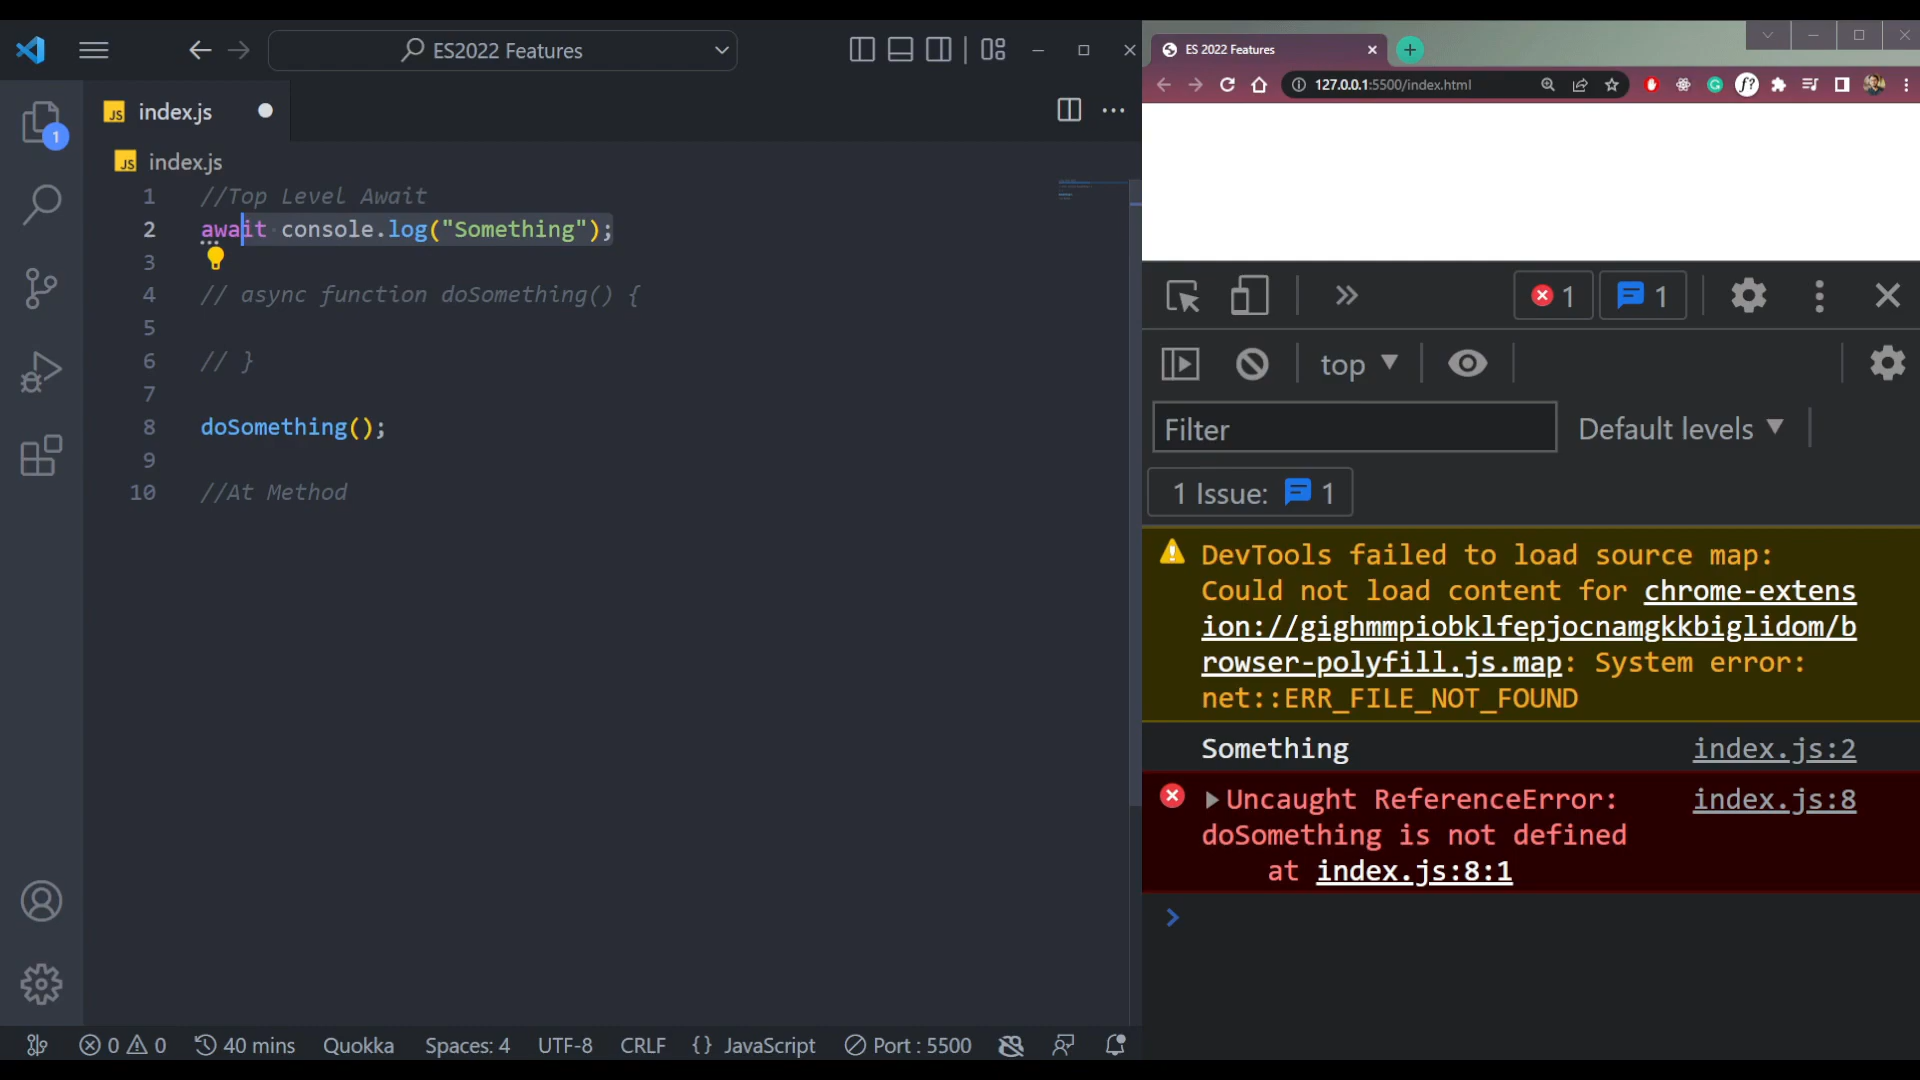 ES2022 Features
JS index.js
JS index.js
1 //Top Level Await
2 await console.log("Something");
3
4 // async function doSomething() {
5
6 // }
7
8 doSomething();
9
10 //At Method
1
0 0 40 mins Quokka Spaces: 4 UTF-8 CRLF {} JavaScript Port : 5500
ES 2022 Features
127.0.0.1:5500/index.html
1 1
top
Filter Default levels
1 Issue: 1
DevTools failed to load source map:
Could not load content for chrome-extens
ion://gighmmpiobklfepjocnamgkkbiglidom/b
rowser-polyfill.js.map: System error:
net::ERR_FILE_NOT_FOUND
Something index.js:2
Uncaught ReferenceError: index.js:8
doSomething is not defined
at index.js:8:1